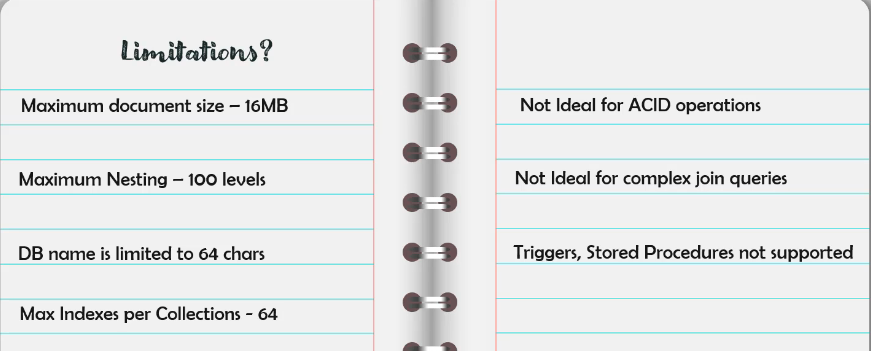 Limitations?
Maximum document size – 16MB
Maximum Nesting – 100 levels
DB name is limited to 64 chars
Max Indexes per Collections - 64
Not Ideal for ACID operations
Not Ideal for complex join queries
Triggers, Stored Procedures not supported